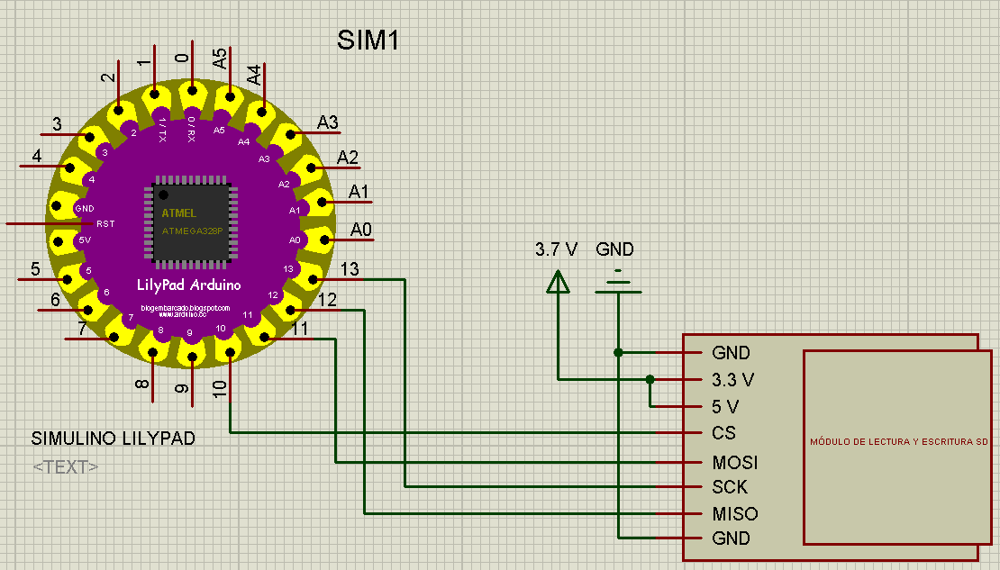 SIM1
2
1
0
A5
A4
3
A3
4
A2
A1
A0
5
13
6
12
7
11
8
9
10
1/TX
0/RX
A5
A4
2
3
A3
4
A2
GND
A1
RST
5V
A0
5
13
6
12
7
11
8
9
10
ATMEL
ATMEGA328P
LilyPad Arduino
blogembarcado.blogspot.com
www.arduino.cc
SIMULINO LILYPAD
<TEXT>
3.7 V
GND
GND
3.3 V
5 V
CS
MOSI
SCK
MISO
GND
MÓDULO DE LECTURA Y ESCRITURA SD